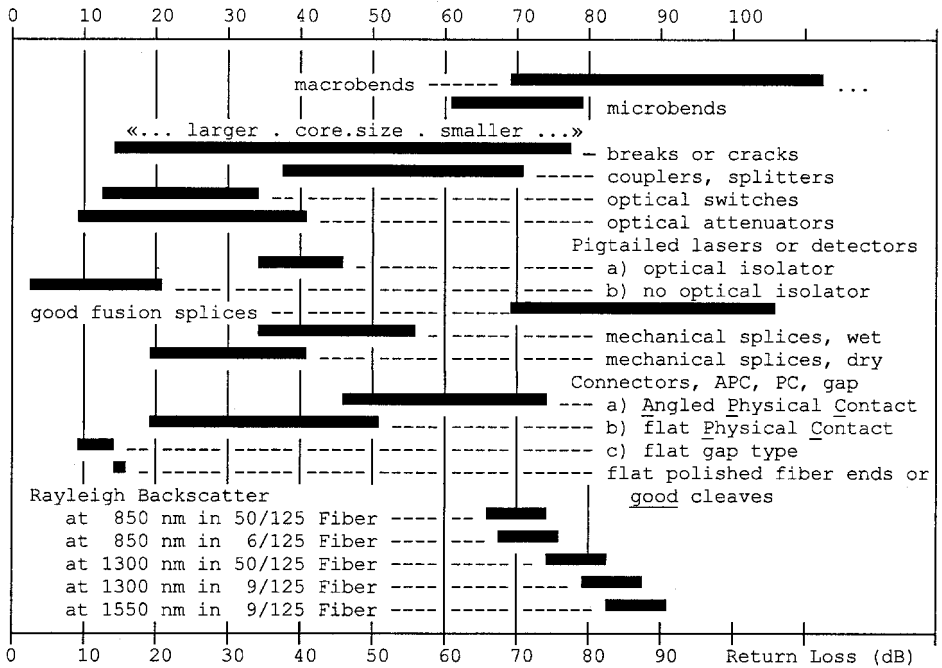 0 10 20 30 40 50 60 70 80 90 100
macrobends ...
microbends
«... larger . core.size . smaller ...»
breaks or cracks
couplers, splitters
optical switches
optical attenuators
Pigtailed lasers or detectors
a) optical isolator
b) no optical isolator
good fusion splices
mechanical splices, wet
mechanical splices, dry
Connectors, APC, PC, gap
a) Angled Physical Contact
b) flat Physical Contact
c) flat gap type
flat polished fiber ends or
good cleaves
Rayleigh Backscatter
at 850 nm in 50/125 Fiber
at 850 nm in 6/125 Fiber
at 1300 nm in 50/125 Fiber
at 1300 nm in 9/125 Fiber
at 1550 nm in 9/125 Fiber
0 10 20 30 40 50 60 70 80 90 Return Loss (dB)